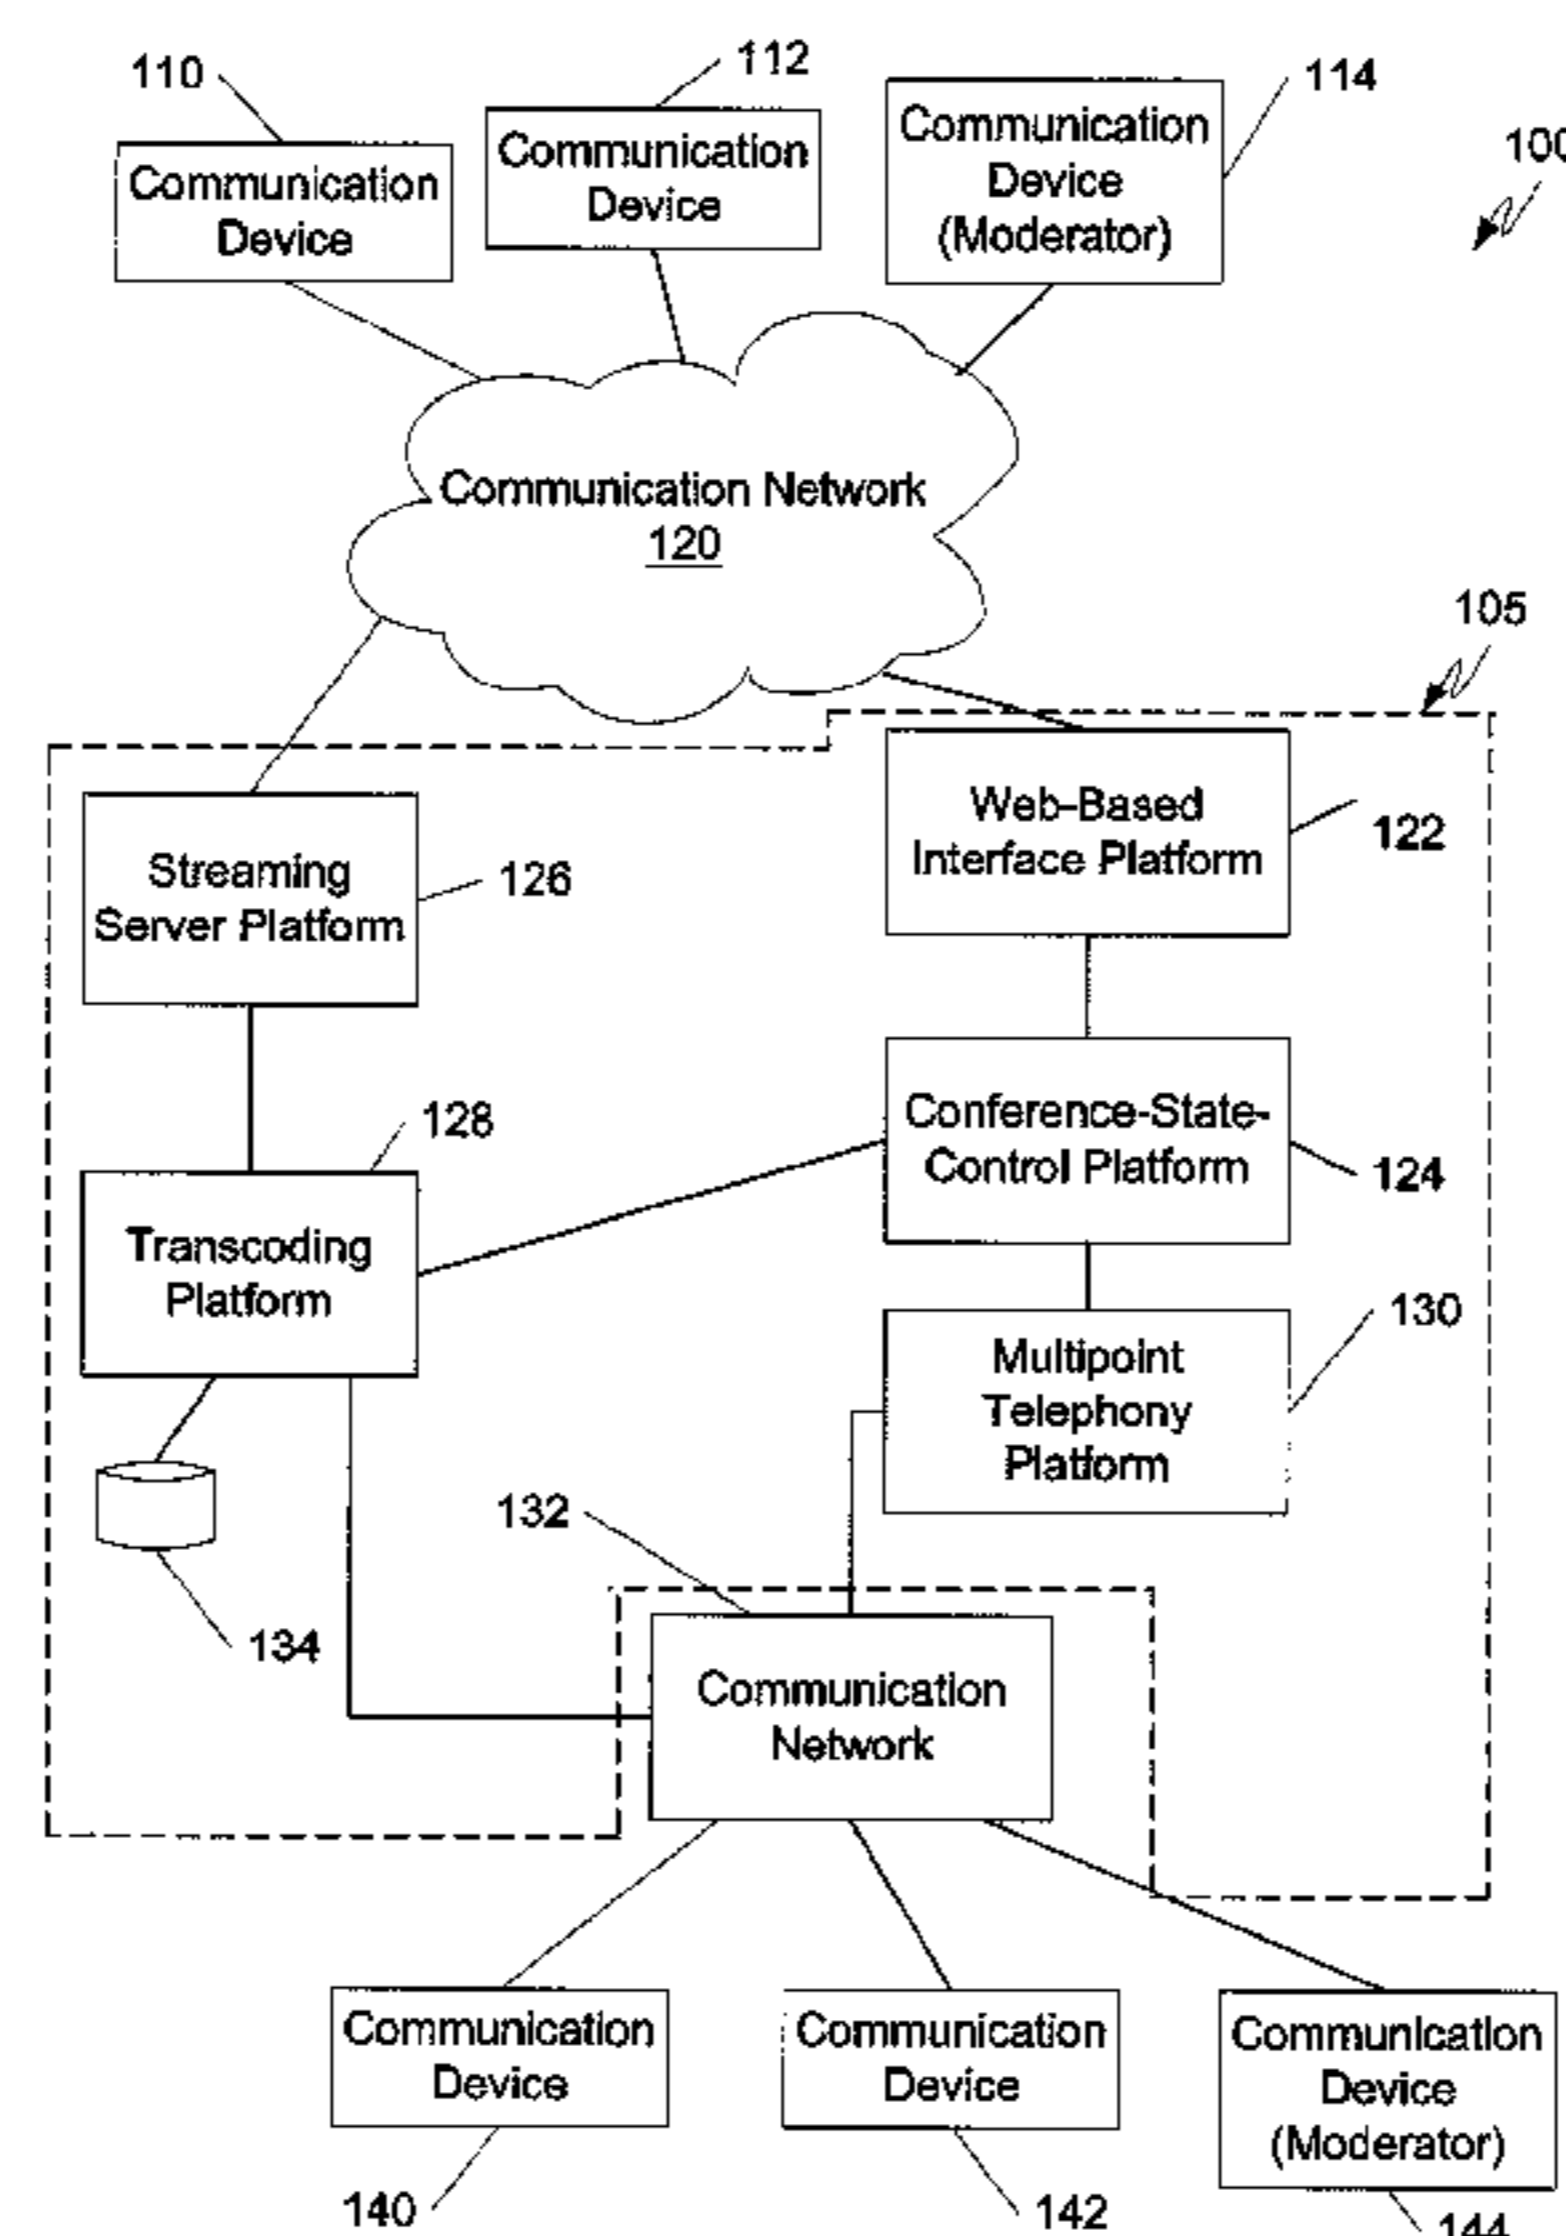 110
112
114
Communication
Device
Communication
Device
Communication
Device
(Moderator)
100
Communication Network
120
105
Streaming
Server Platform
126
Web-Based
Interface Platform
122
128
Transcoding
Platform
Conference-State-
Control Platform
124
130
Multipoint
Telephony
Platform
132
134
Communication
Network
Communication
Device
Communication
Device
Communication
Device
(Moderator)
140
142
144